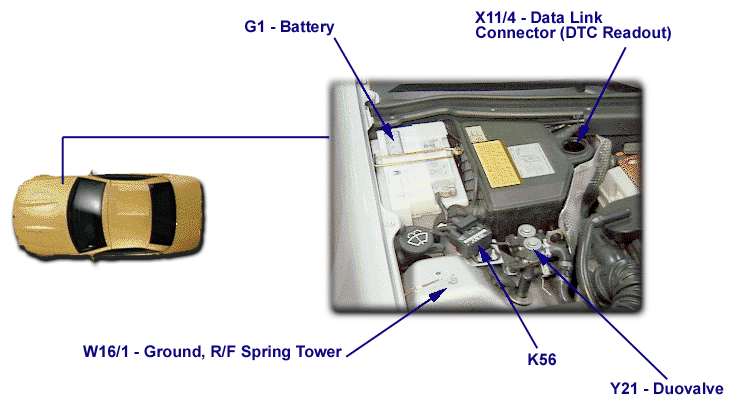 G1 - Battery
X11/4 - Data Link
Connector (DTC Readout)
W16/1 - Ground, R/F Spring Tower
K56
Y21 - Duovalve